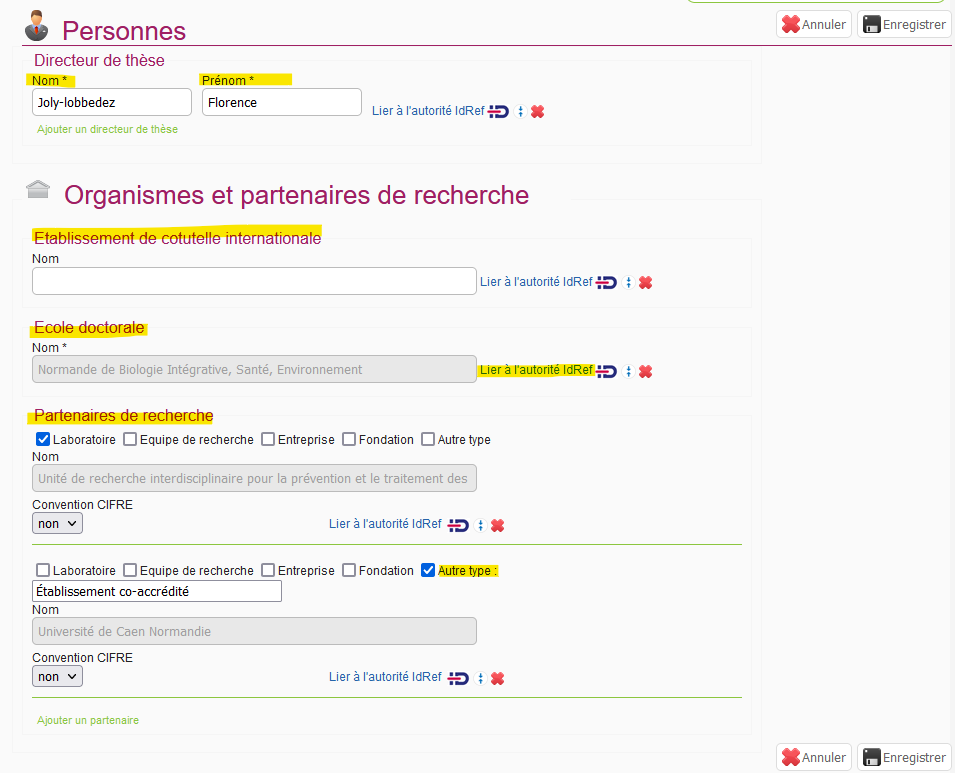 Personnes
Annuler
Enregistrer
Directeur de thèse
Nom * Prénom *
Joly-lobbedez Florence Lier à l'autorité IdRef
Ajouter un directeur de thèse
Organismes et partenaires de recherche
Etablissement de cotutelle internationale
Nom
Lier à l'autorité IdRef
Ecole doctorale
Nom *
Normande de Biologie Intégrative, Santé, Environnement Lier à l'autorité IdRef
Partenaires de recherche
Laboratoire Equipe de recherche Entreprise Fondation Autre type
Nom
Unité de recherche interdisciplinaire pour la prévention et le traitement des
Convention CIFRE
non Lier à l'autorité IdRef
Laboratoire Equipe de recherche Entreprise Fondation Autre type :
Établissement co-accrédité
Nom
Université de Caen Normandie
Convention CIFRE
non Lier à l'autorité IdRef
Ajouter un partenaire
Annuler
Enregistrer